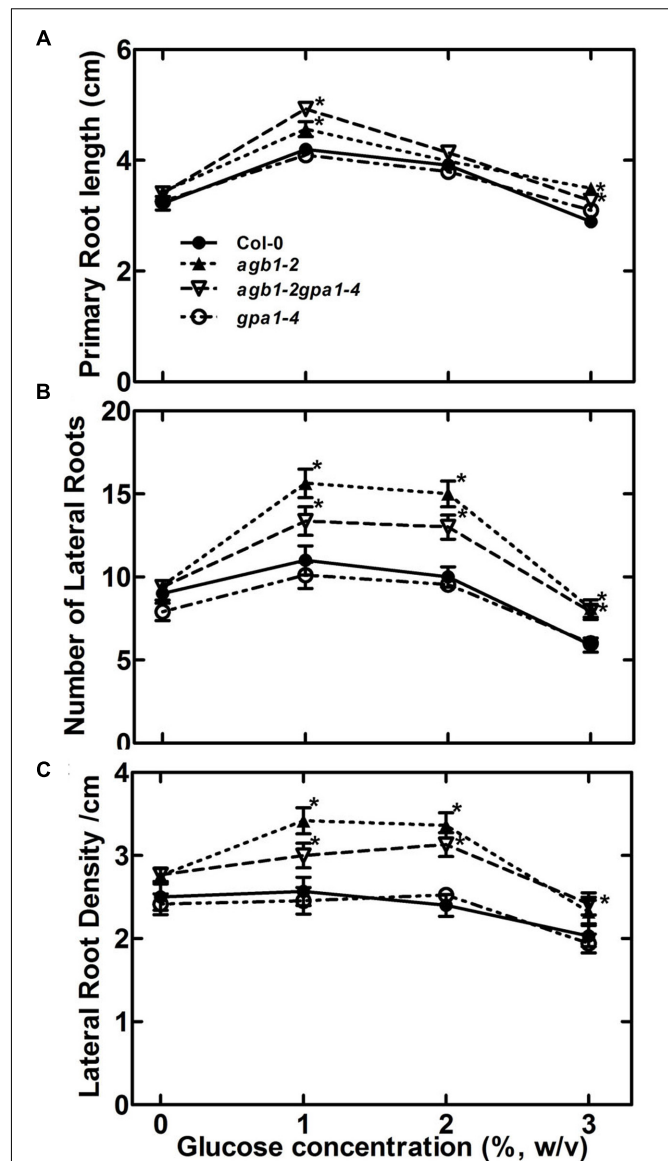 A
Primary Root length (cm)
6
4
2
0
Col-0
agb1-2
agb1-2gpa1-4
gpa1-4
*
*
*
*
B
Number of Lateral Roots
20
15
10
5
0
*
*
*
*
*
*
C
Lateral Root Density /cm
4
3
2
1
0
*
*
*
*
*
0 1 2 3
Glucose concentration (%, w/v)